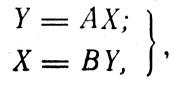 Y = AX;
X = BY, } ,